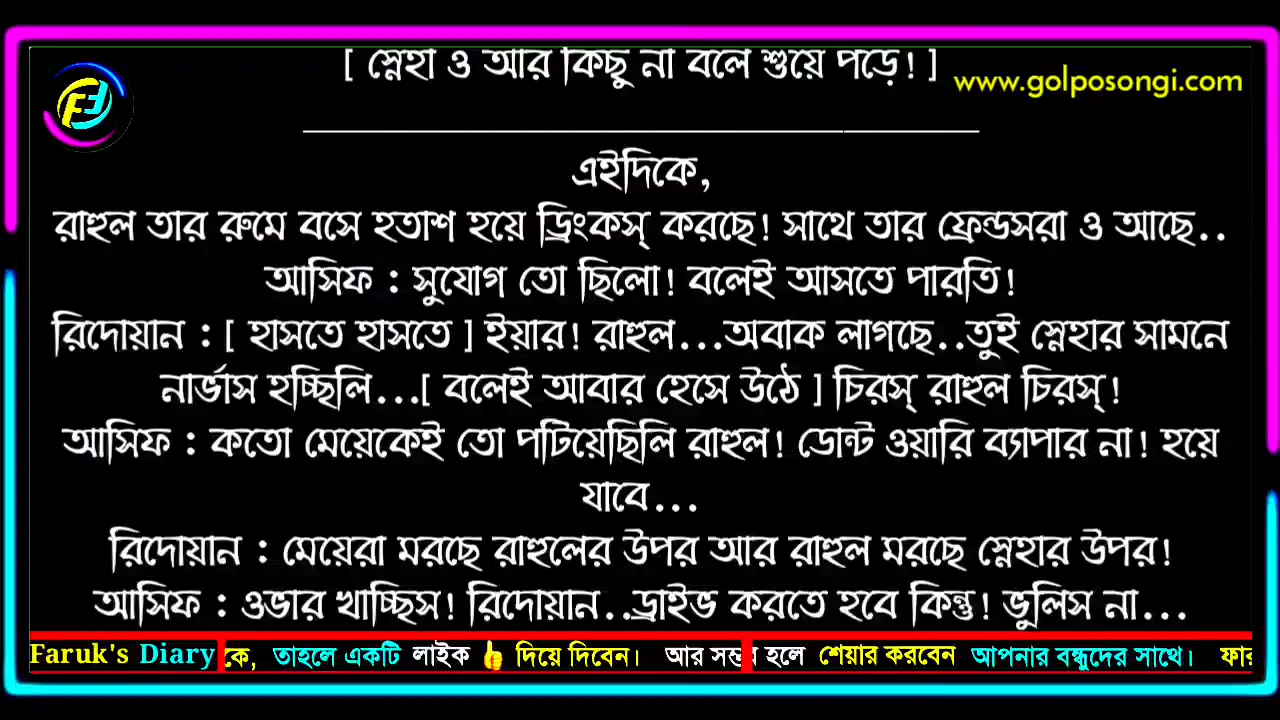 [ স্নেহা ও আর কিছু না বলে শুয়ে পড়ে! ]
www.golposongi.com
এইদিকে,
রাহুল তার রুমে বসে হতাশ হয়ে ড্রিংকস্ করছে! সাথে তার ফ্রেন্ডসরা ও আছে..
আসিফ : সুযোগ তো ছিলো! বলেই আসতে পারতি!
রিদোয়ান : [ হাসতে হাসতে ] ইয়ার! রাহুল...অবাক লাগছে..তুই স্নেহার সামনে
নার্ভাস হচ্ছিলি...[ বলেই আবার হেসে উঠে ] চিরস্ রাহুল চিরস্!
আসিফ : কতো মেয়েকেই তো পটিয়েছিলি রাহুল! ডোন্ট ওয়ারি ব্যাপার না! হয়ে
যাবে...
রিদোয়ান : মেয়েরা মরছে রাহুলের উপর আর রাহুল মরছে স্নেহার উপর!
আসিফ : ওভার খাচ্ছিস! রিদোয়ান..ড্রাইভ করতে হবে কিন্তু! ভুলিস না...
Faruk's Diary কে, তাহলে একটি লাইক 👍 দিয়ে দিবেন। আর হলে শেয়ার করবেন আপনার বন্ধুদের সাথে।